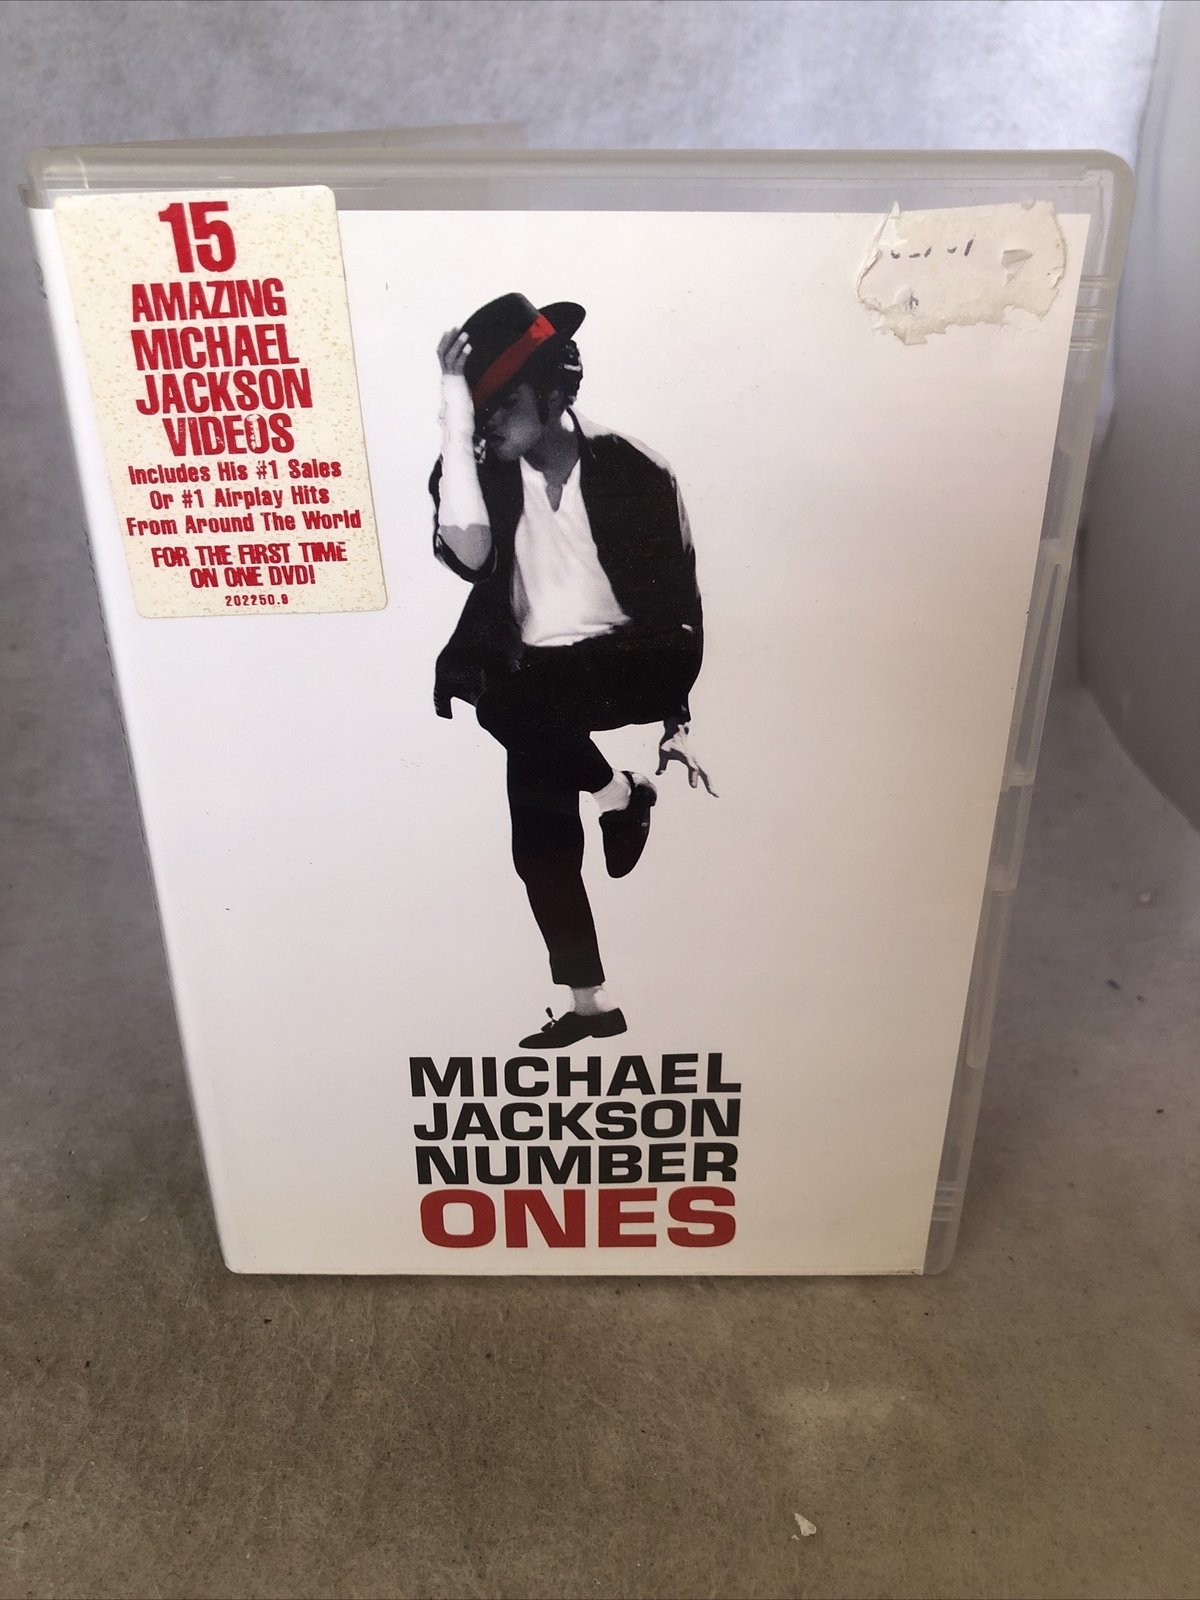 15
AMAZING
MICHAEL
JACKSON
VIDEOS
Includes His #1 Sales
Or #1 Airplay Hits
From Around The World
FOR THE FIRST TIME
ON ONE DVD!
202250.9
MICHAEL
JACKSON
NUMBER
ONES